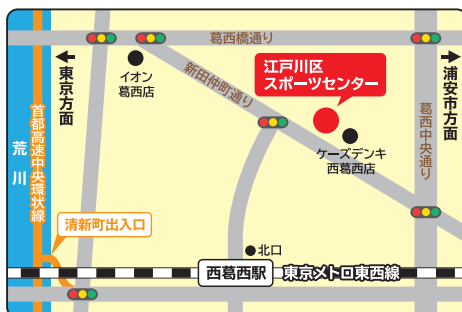 葛西橋通り
東京方面
イオン
葛西店
新田仲町通り
江戸川区
スポーツセンター
浦安市方面
首都高速中央環状線
荒川
ケーズデンキ
西葛西店
葛西中央通り
清新町出入口
北口
西葛西駅
東京メトロ東西線